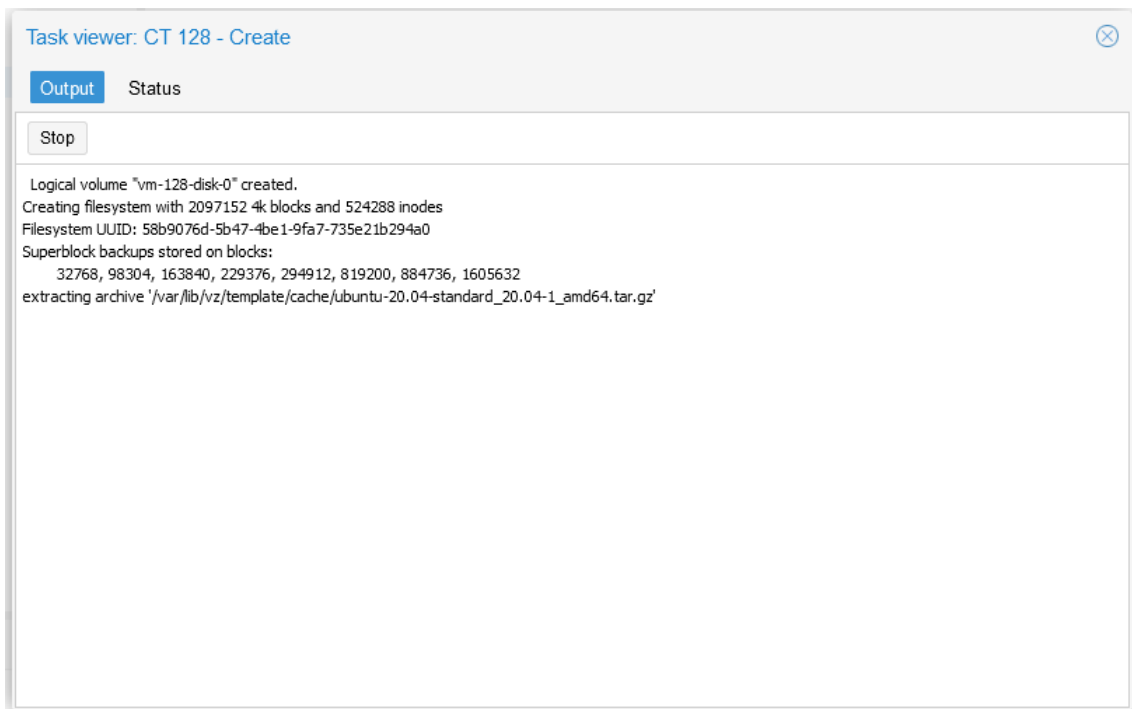 Task viewer: CT 128 - Create
Output Status
Stop
Logical volume "vm-128-disk-0" created.
Creating filesystem with 2097152 4k blocks and 524288 inodes
Filesystem UUID: 58b9076d-5b47-4be1-9fa7-735e21b294a0
Superblock backups stored on blocks:
32768, 98304, 163840, 229376, 294912, 819200, 884736, 1605632
extracting archive '/var/lib/vz/template/cache/ubuntu-20.04-standard_20.04-1_amd64.tar.gz'